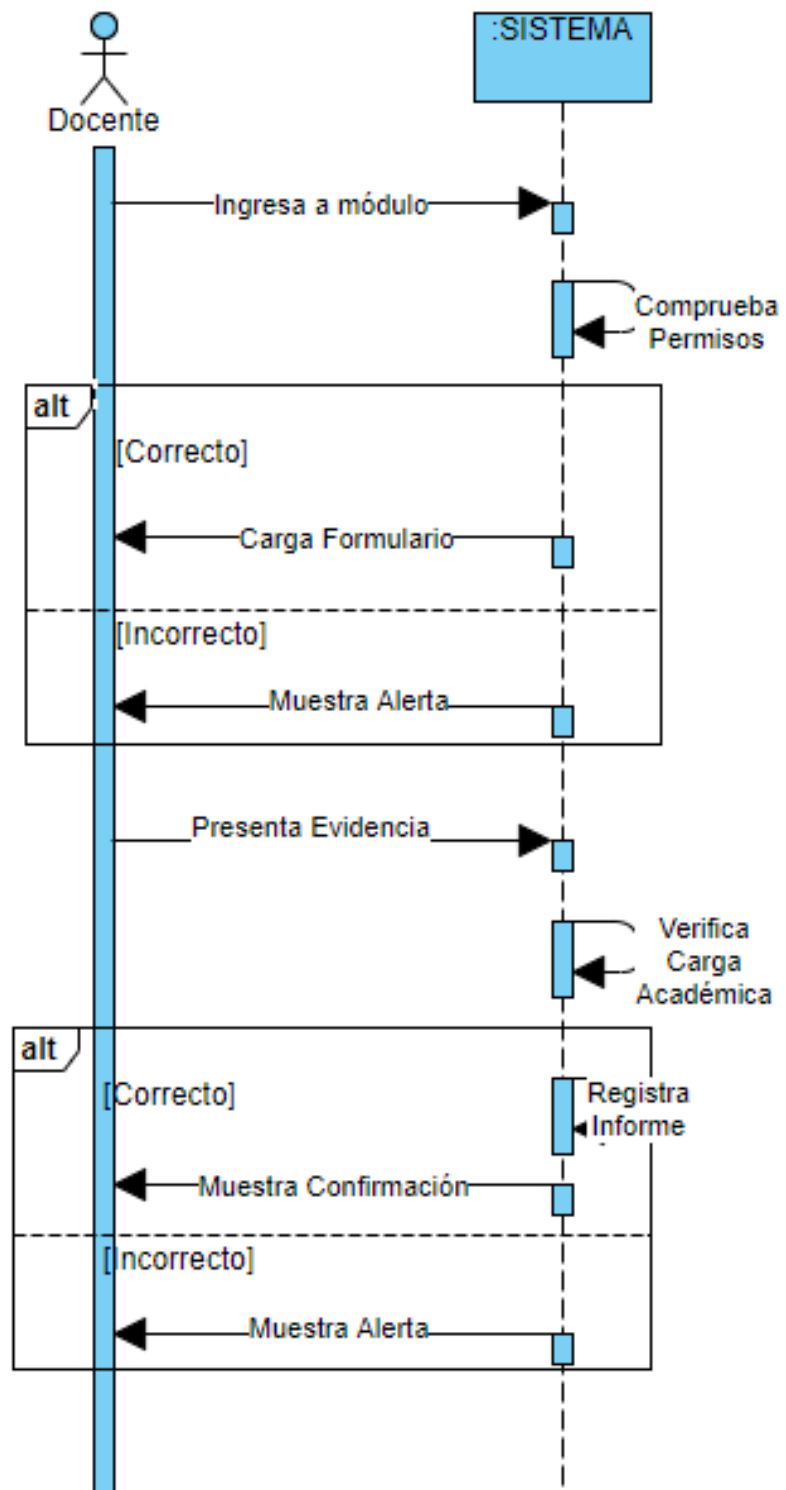 :SISTEMA
Docente
Ingresa a módulo
Comprueba
Permisos
alt
[Correcto]
Carga Formulario
[Incorrecto]
Muestra Alerta
Presenta Evidencia
Verifica
Carga
Académica
alt
[Correcto]
Registra
Informe
Muestra Confirmación
[Incorrecto]
Muestra Alerta